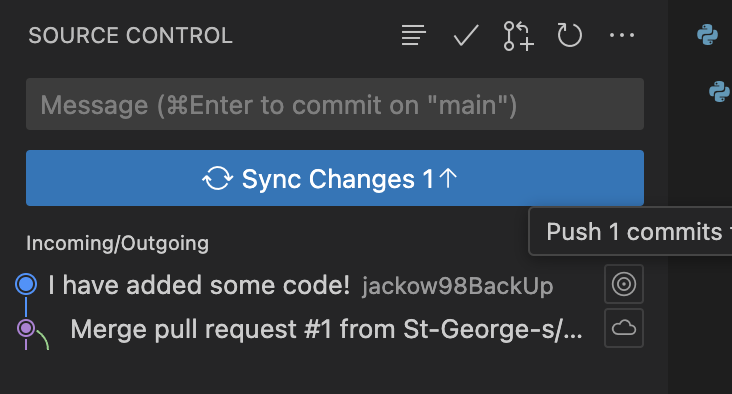 SOURCE CONTROL
Message (⌘Enter to commit on "main")
Sync Changes 1↑
Push 1 commits
Incoming/Outgoing
I have added some code! jackow98BackUp
Merge pull request #1 from St-George-s/...